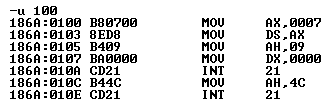 -u 100
186A:0100 B80700 MOV AX,0007
186A:0103 8ED8 MOV DS,AX
186A:0105 B409 MOV AH,09
186A:0107 BA0000 MOV DX,0000
186A:010A CD21 INT 21
186A:010C B44C MOV AH,4C
186A:010E CD21 INT 21